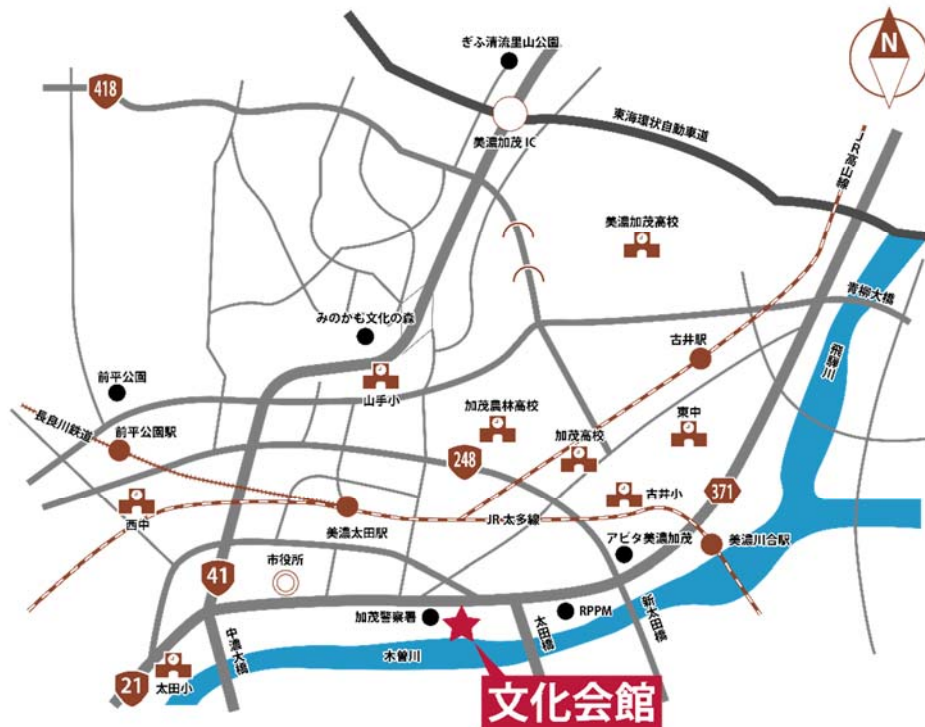 ぎふ清流里山公園
N
418
美濃加茂 IC
東海環状自動車道
JR高山線
美濃加茂高校
青柳大橋
みのかも文化の森
古井駅
飛騨川
前平公園
山手小
加茂農林高校
東中
長良川鉄道
前平公園駅
加茂高校
248
371
西中
美濃太田駅
JR太多線
古井小
アピタ美濃加茂
美濃川合駅
市役所
41
加茂警察署
RPPM
太田橋
新太田橋
中濃大橋
木曽川
21
太田小
文化会館